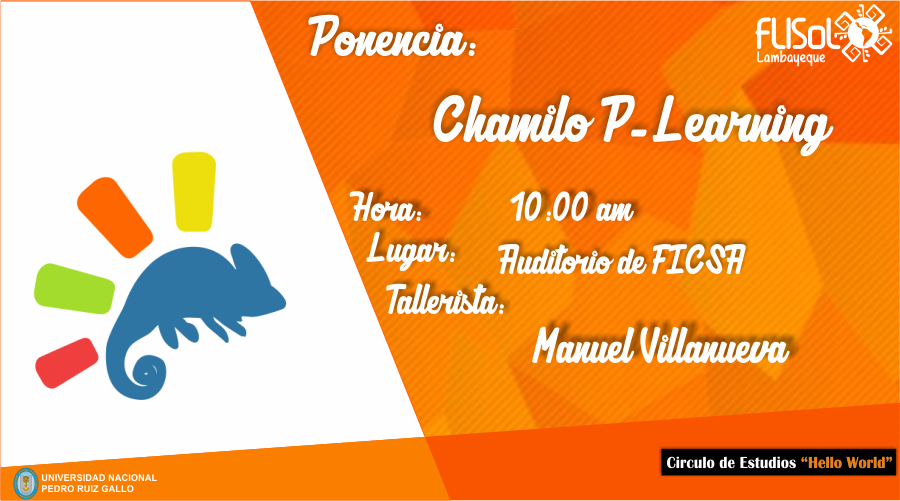 Ponencia:
FLISoL
Lambayeque
Chamilo P-Learning
Hora: 10:00 am
Lugar: Auditorio de FICSA
Tallerista:
Manuel Villanueva
Circulo de Estudios “Hello World”
UNIVERSIDAD NACIONAL
PEDRO RUIZ GALLO